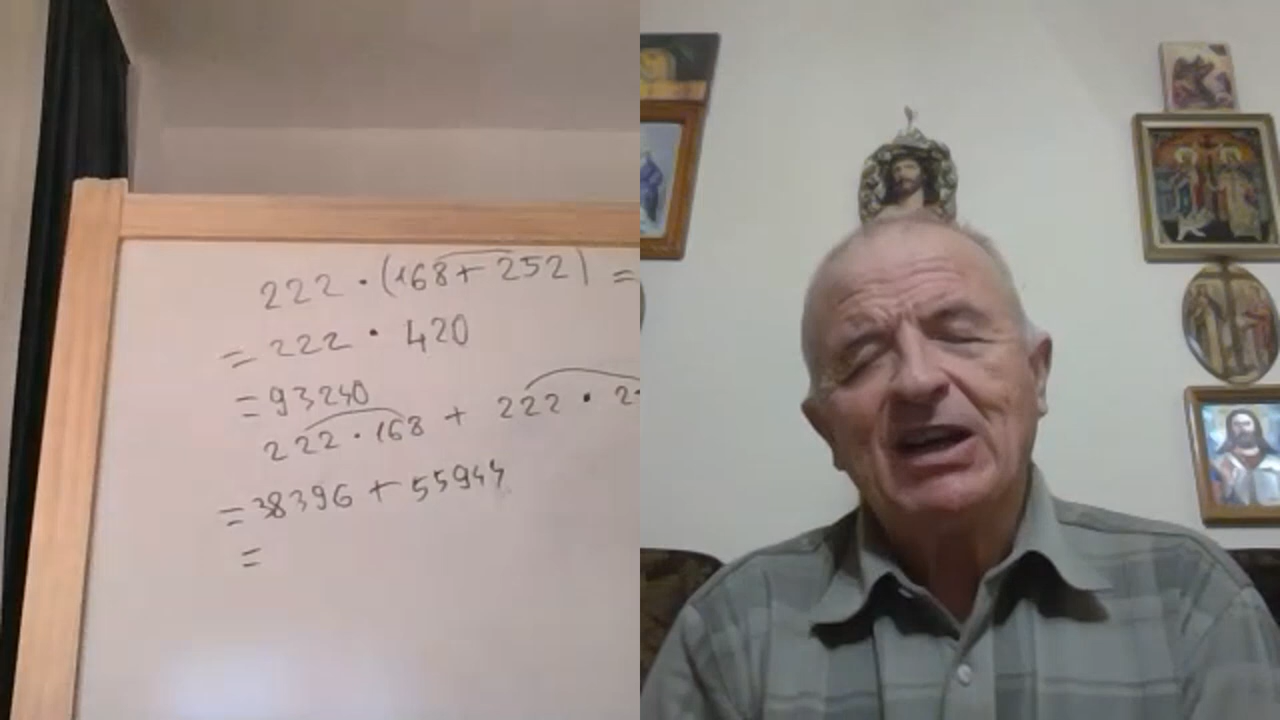 222 · (168 + 252) =
= 222 · 420
= 93240
222 · 168 + 222 ·
= 38396 + 55944
=